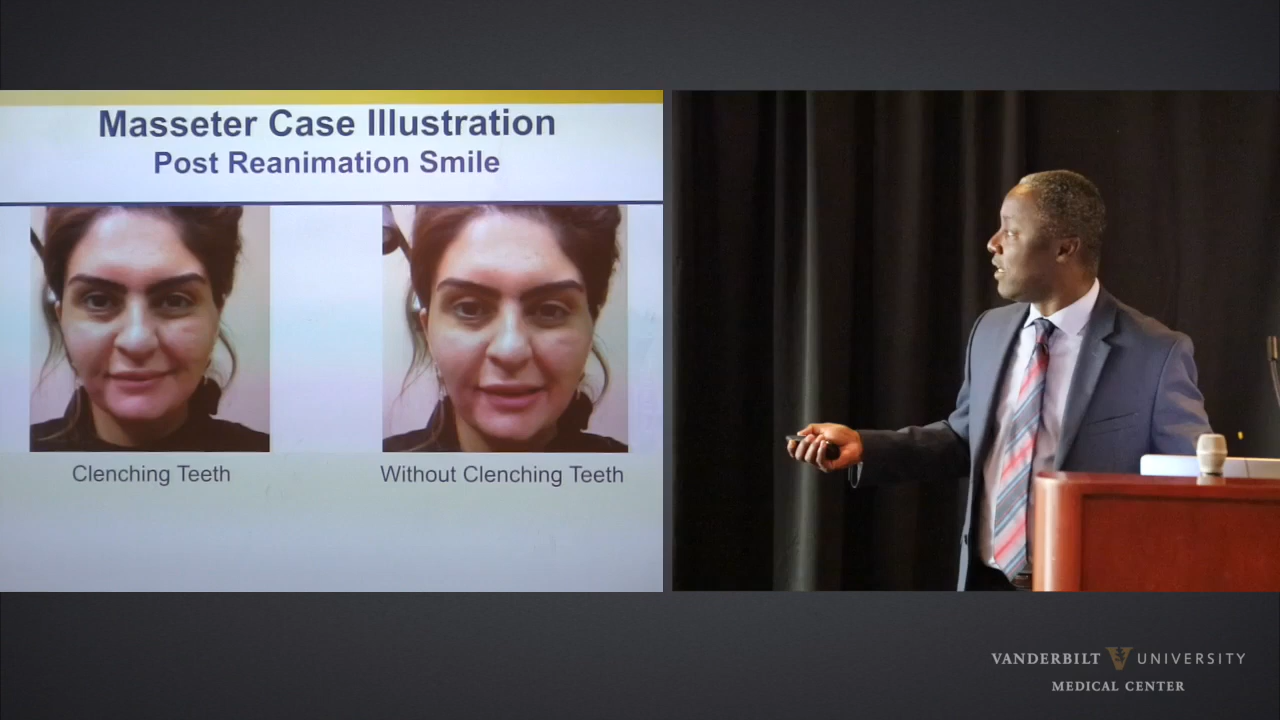 Masseter Case Illustration
Post Reanimation Smile
Clenching Teeth
Without Clenching Teeth
VANDERBILT UNIVERSITY
MEDICAL CENTER